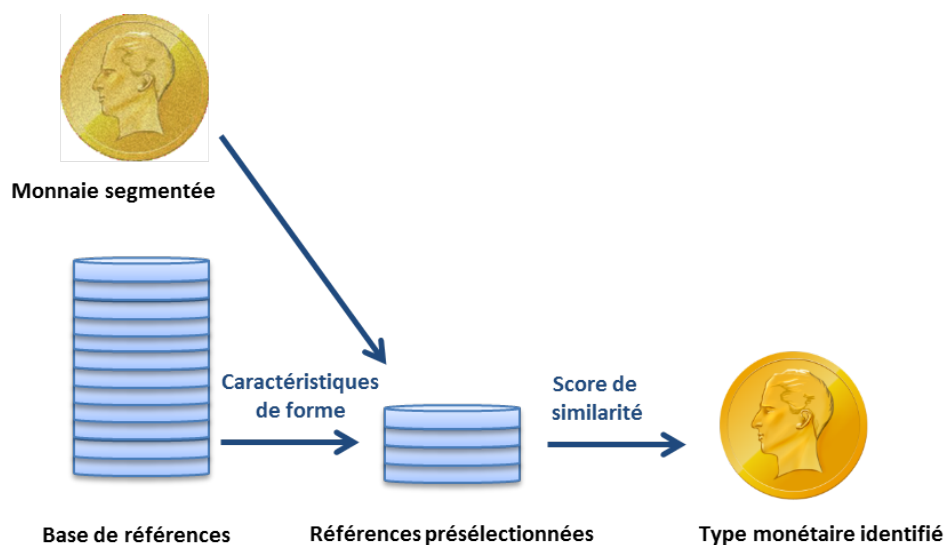 Monnaie segmentée
Caractéristiques
de forme
Score de
similarité
Base de références
Références présélectionnées
Type monétaire identifié